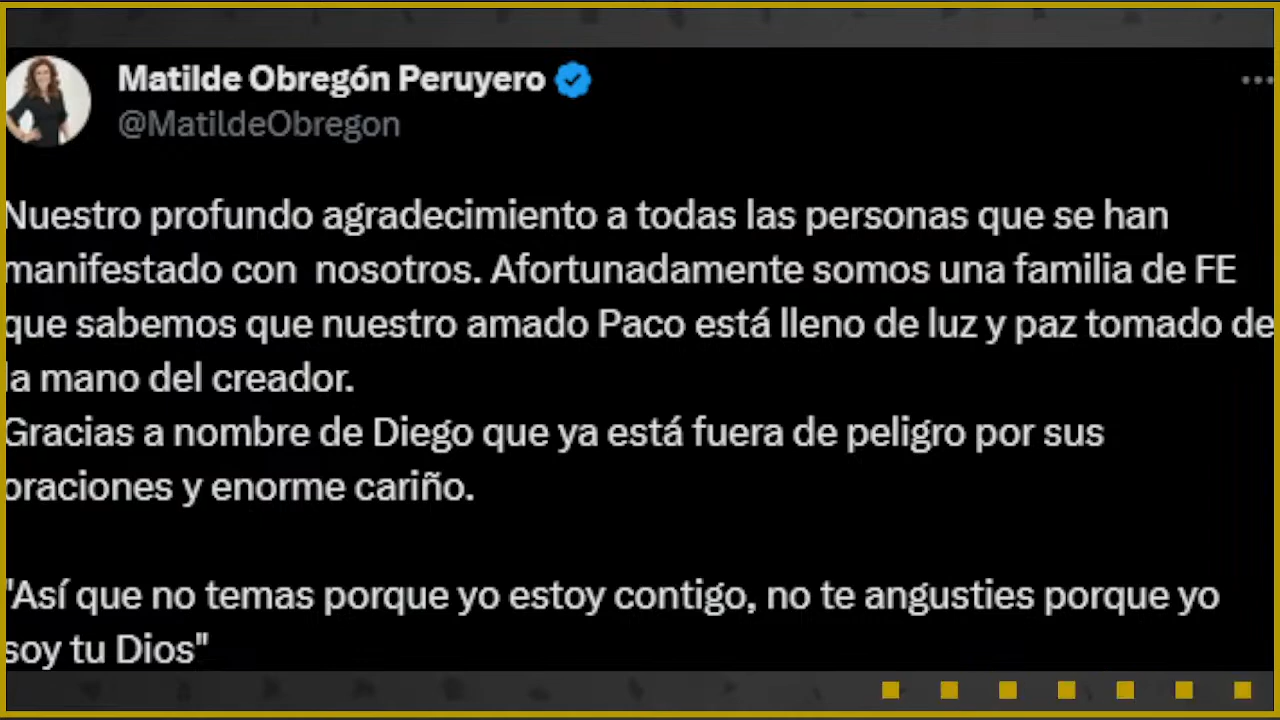 Matilde Obregón Peruyero
@MatildeObregon
Nuestro profundo agradecimiento a todas las personas que se han
manifestado con nosotros. Afortunadamente somos una familia de FE
que sabemos que nuestro amado Paco está lleno de luz y paz tomado de
la mano del creador.
Gracias a nombre de Diego que ya está fuera de peligro por sus
oraciones y enorme cariño.
"Así que no temas porque yo estoy contigo, no te angusties porque yo
soy tu Dios"